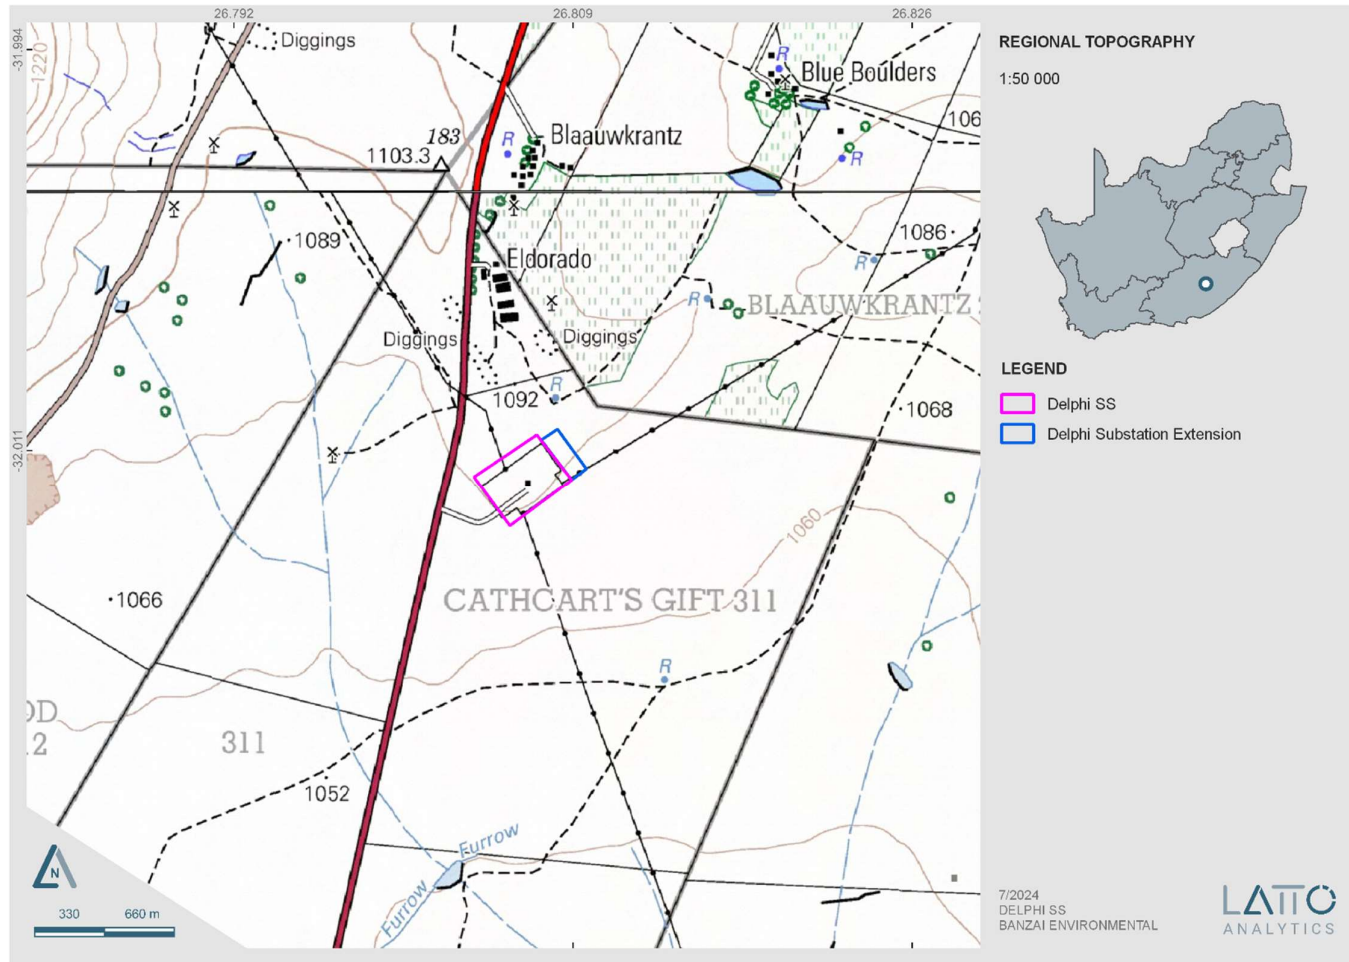 26.792
26.809
26.826
-31.994
-32.011
REGIONAL TOPOGRAPHY
1:50 000
1220
Diggings
R
Blue Boulders
106
183
1103.3
R
Blaauwkrantz
R
1089
1086
Eldorado
R
R
BLAAUWKRANTZ
Diggings
Diggings
LEGEND
1092
R
1068
Delphi SS
Delphi Substation Extension
1060
1066
CATHCART'S GIFT 311
R
OD
12
311
1052
Furrow
Furrow
N
330
660 m
7/2024
DELPHI SS
BANZAI ENVIRONMENTAL
LATTO
ANALYTICS